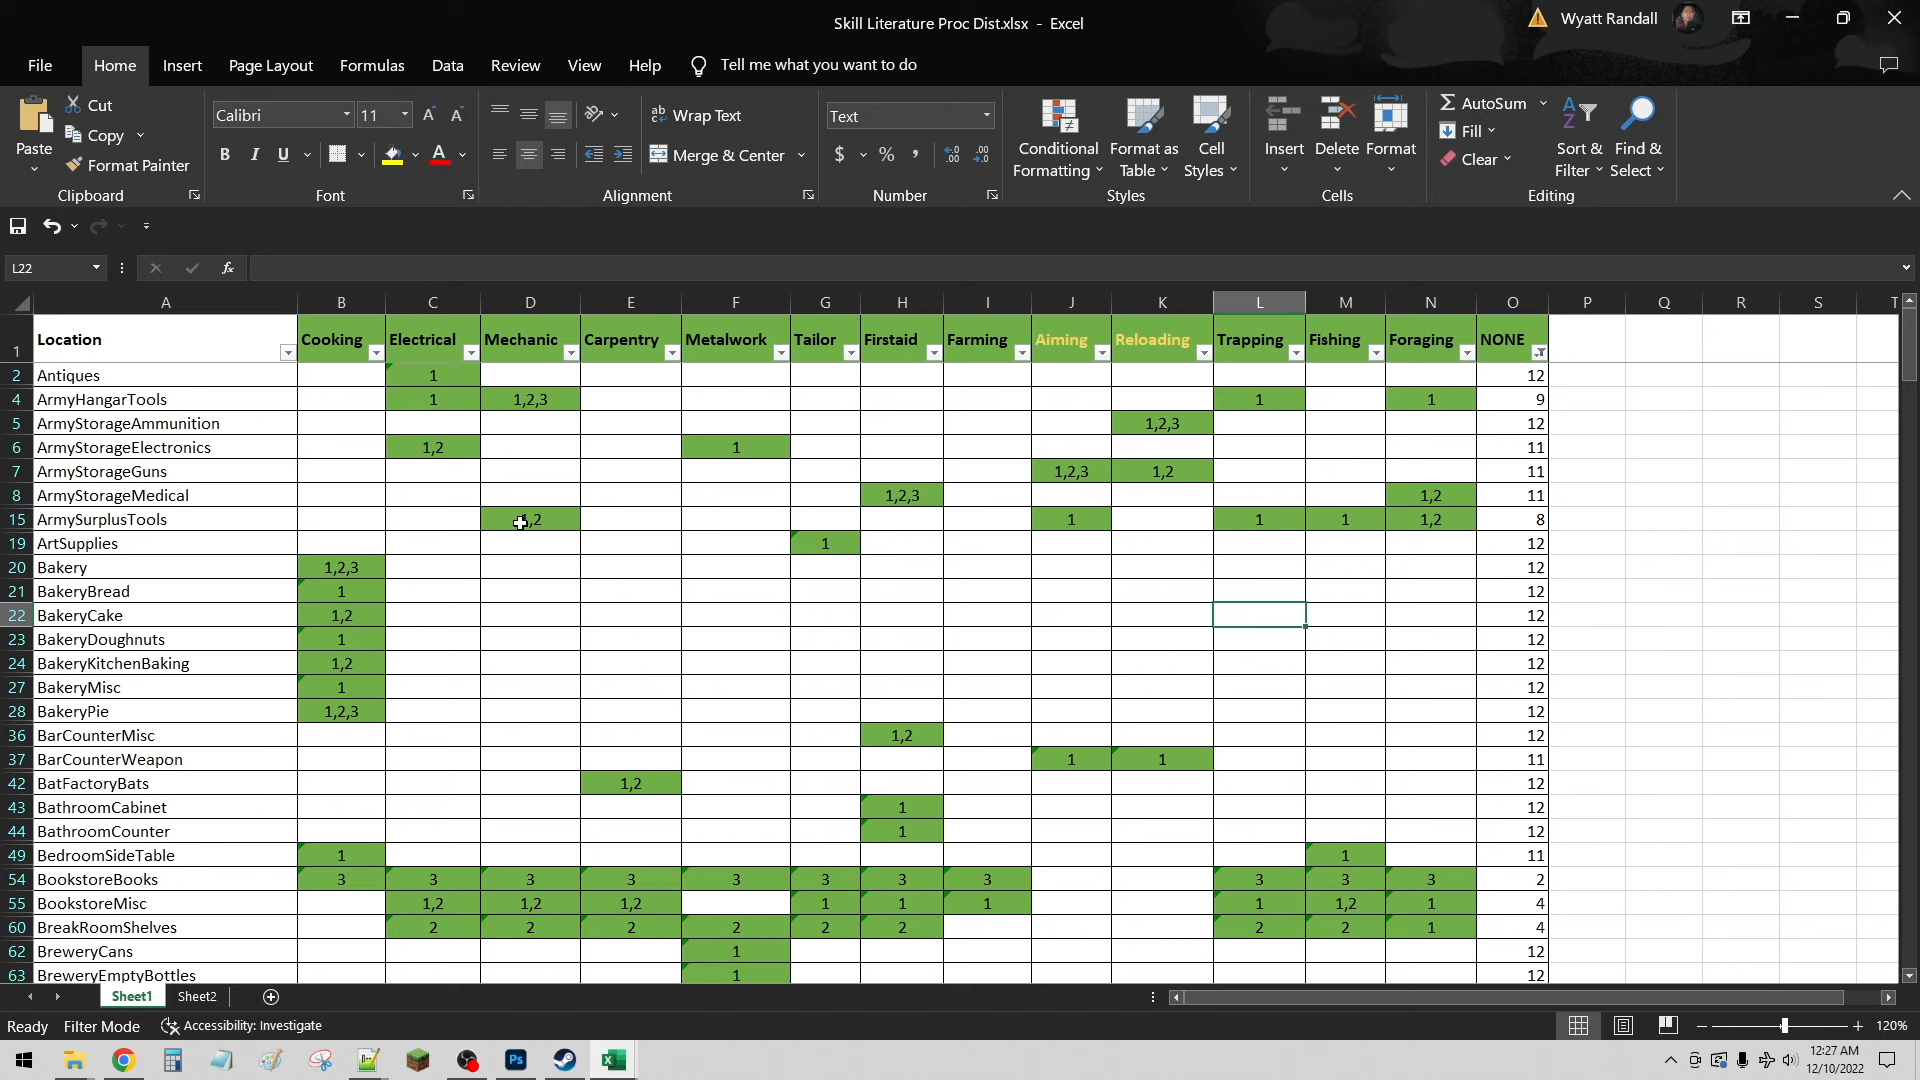 Skill Literature Proc Dist.xlsx - Excel
Wyatt Randall
File Home Insert Page Layout Formulas Data Review View Help Tell me what you want to do
Paste Cut Copy Format Painter Clipboard
Calibri 11 B I U A Font
ab Wrap Text Merge & Center Alignment
Text $ % , Number
Conditional Formatting Format as Table Cell Styles Styles
Insert Delete Format Cells
AutoSum Fill Clear Sort & Filter Find & Select Editing
L22 fx
A B C D E F G H I J K L M N O P Q R S T
1 Location Cooking Electrical Mechanic Carpentry Metalwork Tailor Firstaid Farming Aiming Reloading Trapping Fishing Foraging NONE
2 Antiques 1 12
4 ArmyHangarTools 1 1,2,3 1 1 9
5 ArmyStorageAmmunition 1,2,3 12
6 ArmyStorageElectronics 1,2 1 11
7 ArmyStorageGuns 1,2,3 1,2 11
8 ArmyStorageMedical 1,2,3 1,2 11
15 ArmySurplusTools ,2 1 1 1 1,2 8
19 ArtSupplies 1 12
20 Bakery 1,2,3 12
21 BakeryBread 1 12
22 BakeryCake 1,2 12
23 BakeryDoughnuts 1 12
24 BakeryKitchenBaking 1,2 12
27 BakeryMisc 1 12
28 BakeryPie 1,2,3 12
36 BarCounterMisc 1,2 12
37 BarCounterWeapon 1 1 11
42 BatFactoryBats 1,2 12
43 BathroomCabinet 1 12
44 BathroomCounter 1 12
49 BedroomSideTable 1 1 11
54 BookstoreBooks 3 3 3 3 3 3 3 3 3 3 3 2
55 BookstoreMisc 1,2 1,2 1,2 1 1 1 1 1,2 1 4
60 BreakRoomShelves 2 2 2 2 2 2 2 2 1 4
62 BreweryCans 1 12
63 BreweryEmptyBottles 1 12
Sheet1 Sheet2
Ready Filter Mode Accessibility: Investigate 120%
12:27 AM
12/10/2022